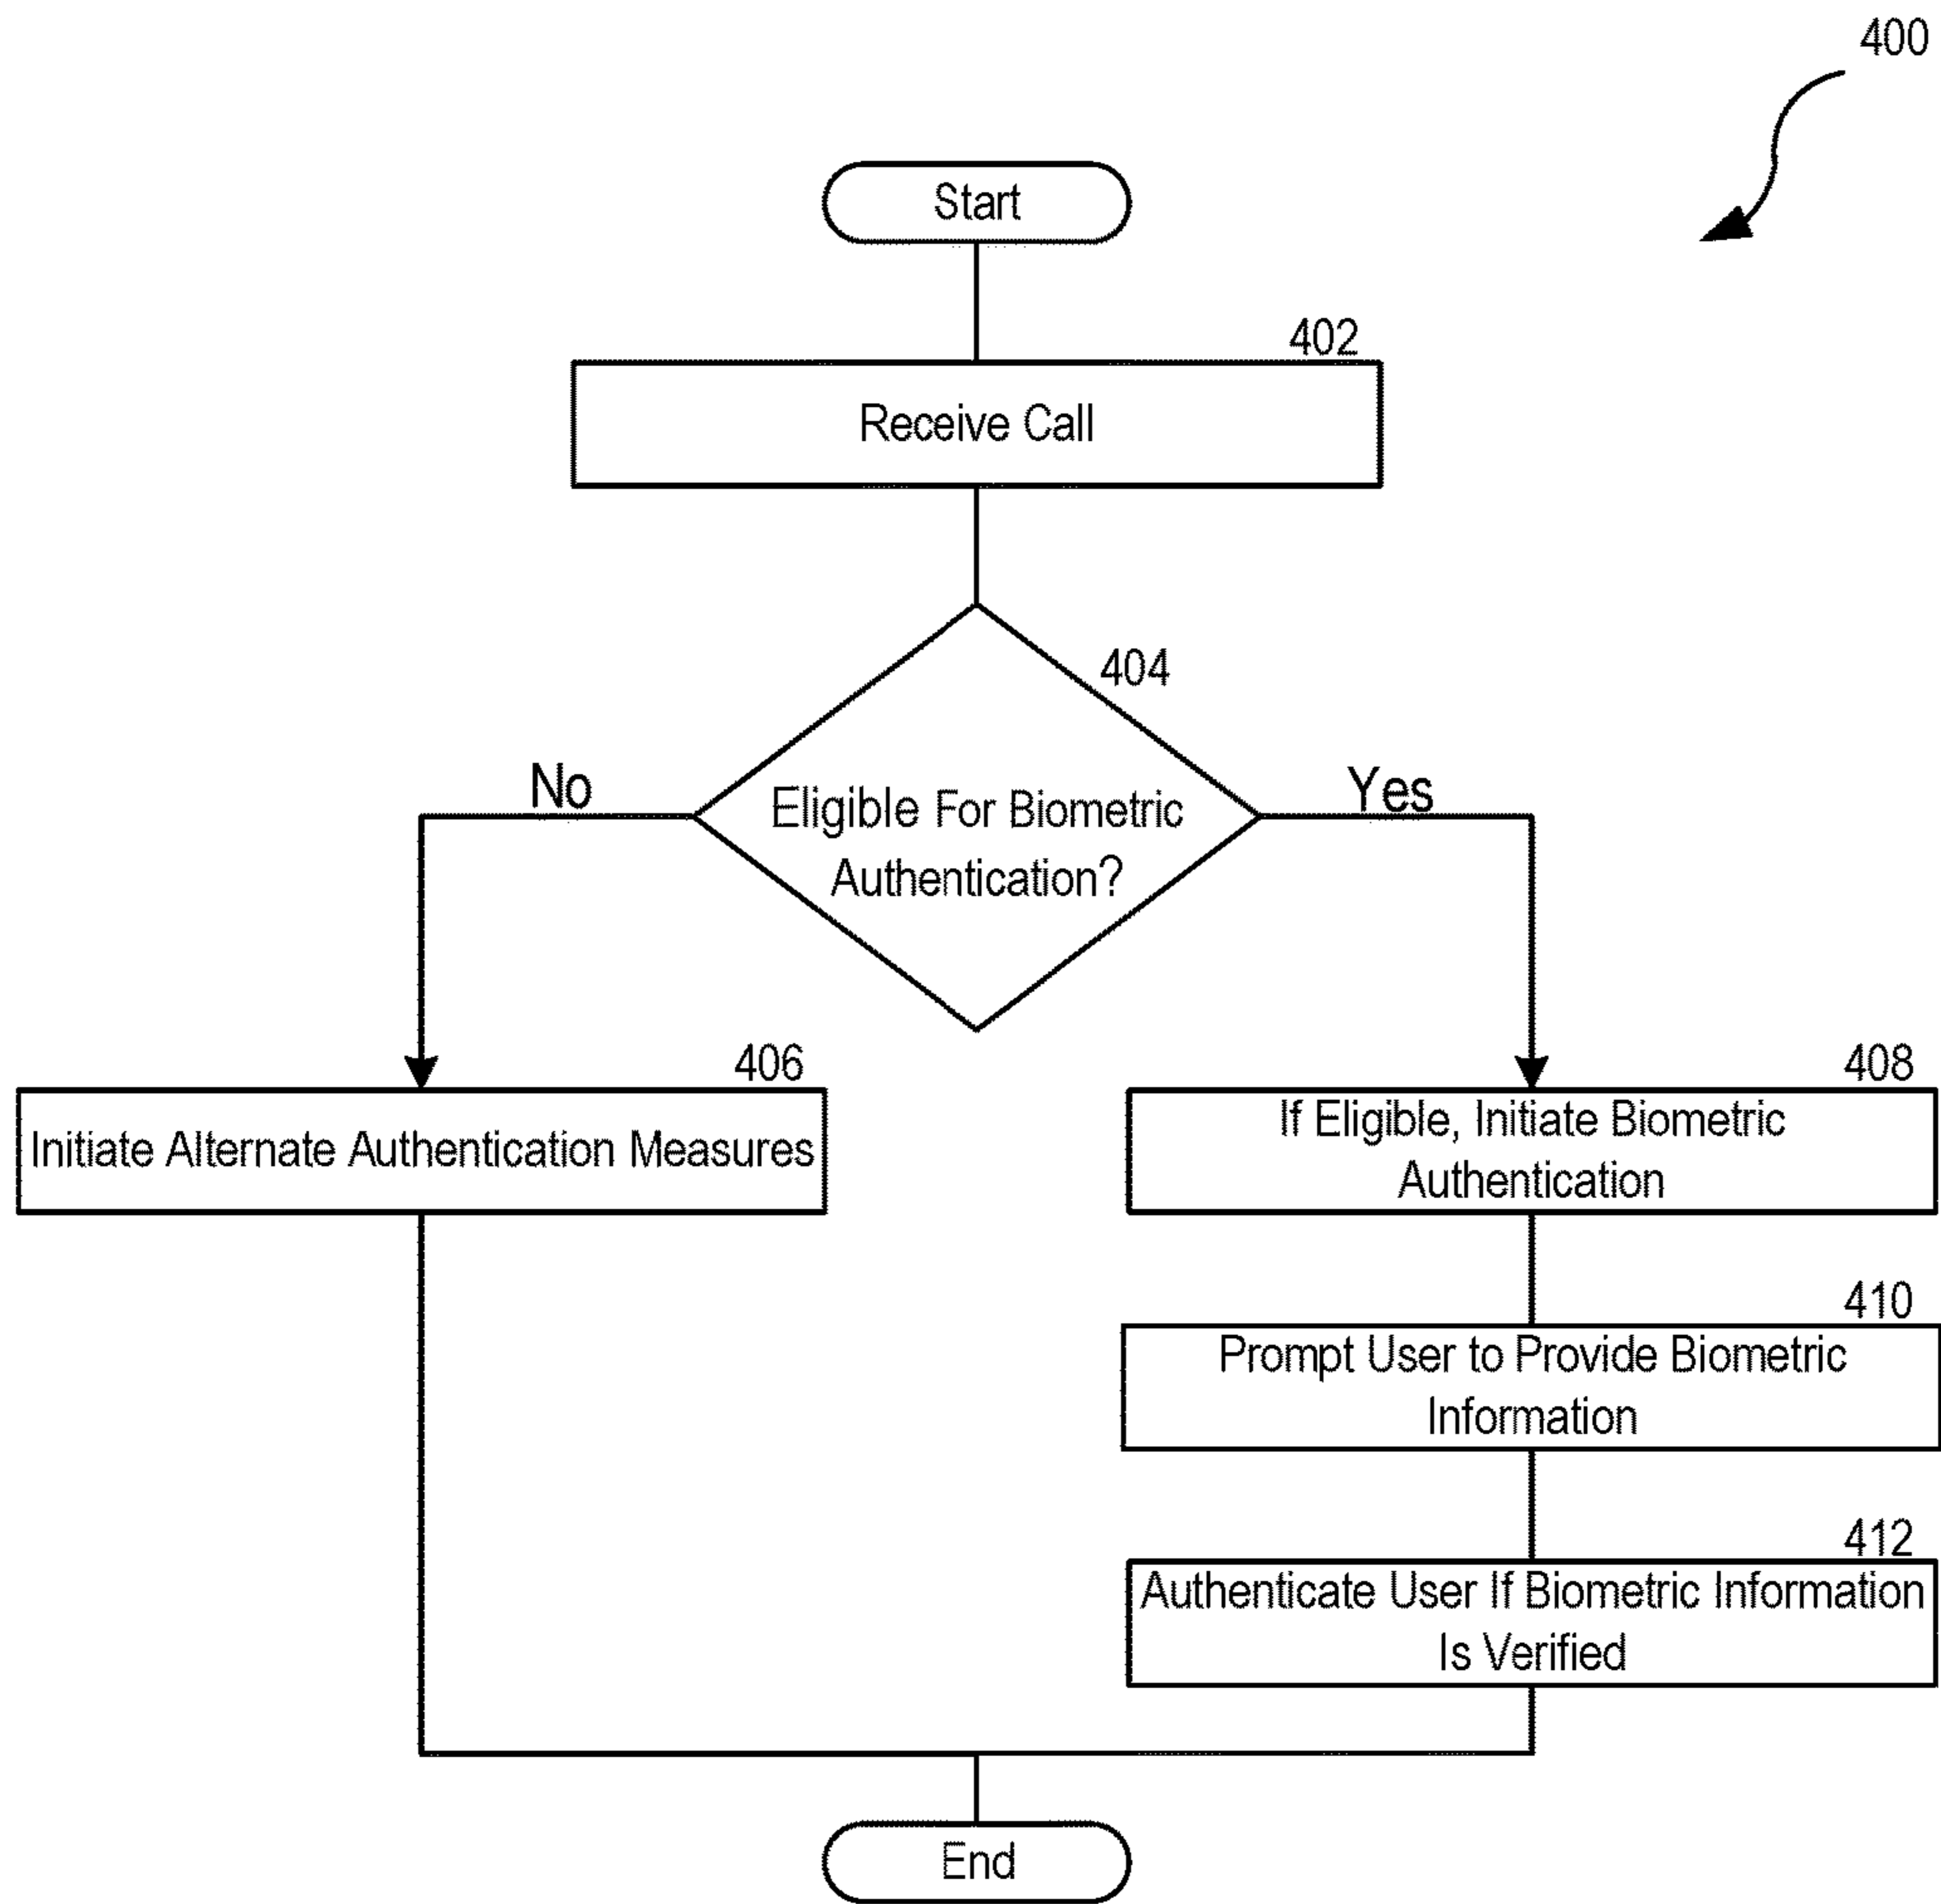 400
Start
402
Receive Call
404
No
Yes
Eligible For Biometric
Authentication?
406
Initiate Alternate Authentication Measures
408
If Eligible, Initiate Biometric
Authentication
410
Prompt User to Provide Biometric
Information
412
Authenticate User If Biometric Information
Is Verified
End